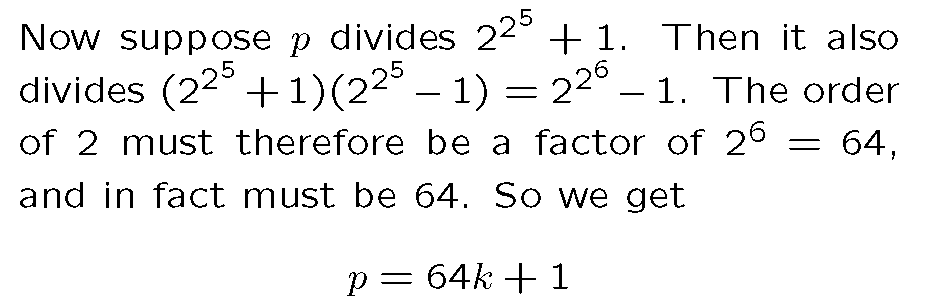 Now suppose p divides 2^{2^5} + 1. Then it also
divides (2^{2^5} + 1)(2^{2^5} − 1) = 2^{2^6} − 1. The order
of 2 must therefore be a factor of 2^6 = 64,
and in fact must be 64. So we get
p = 64k + 1